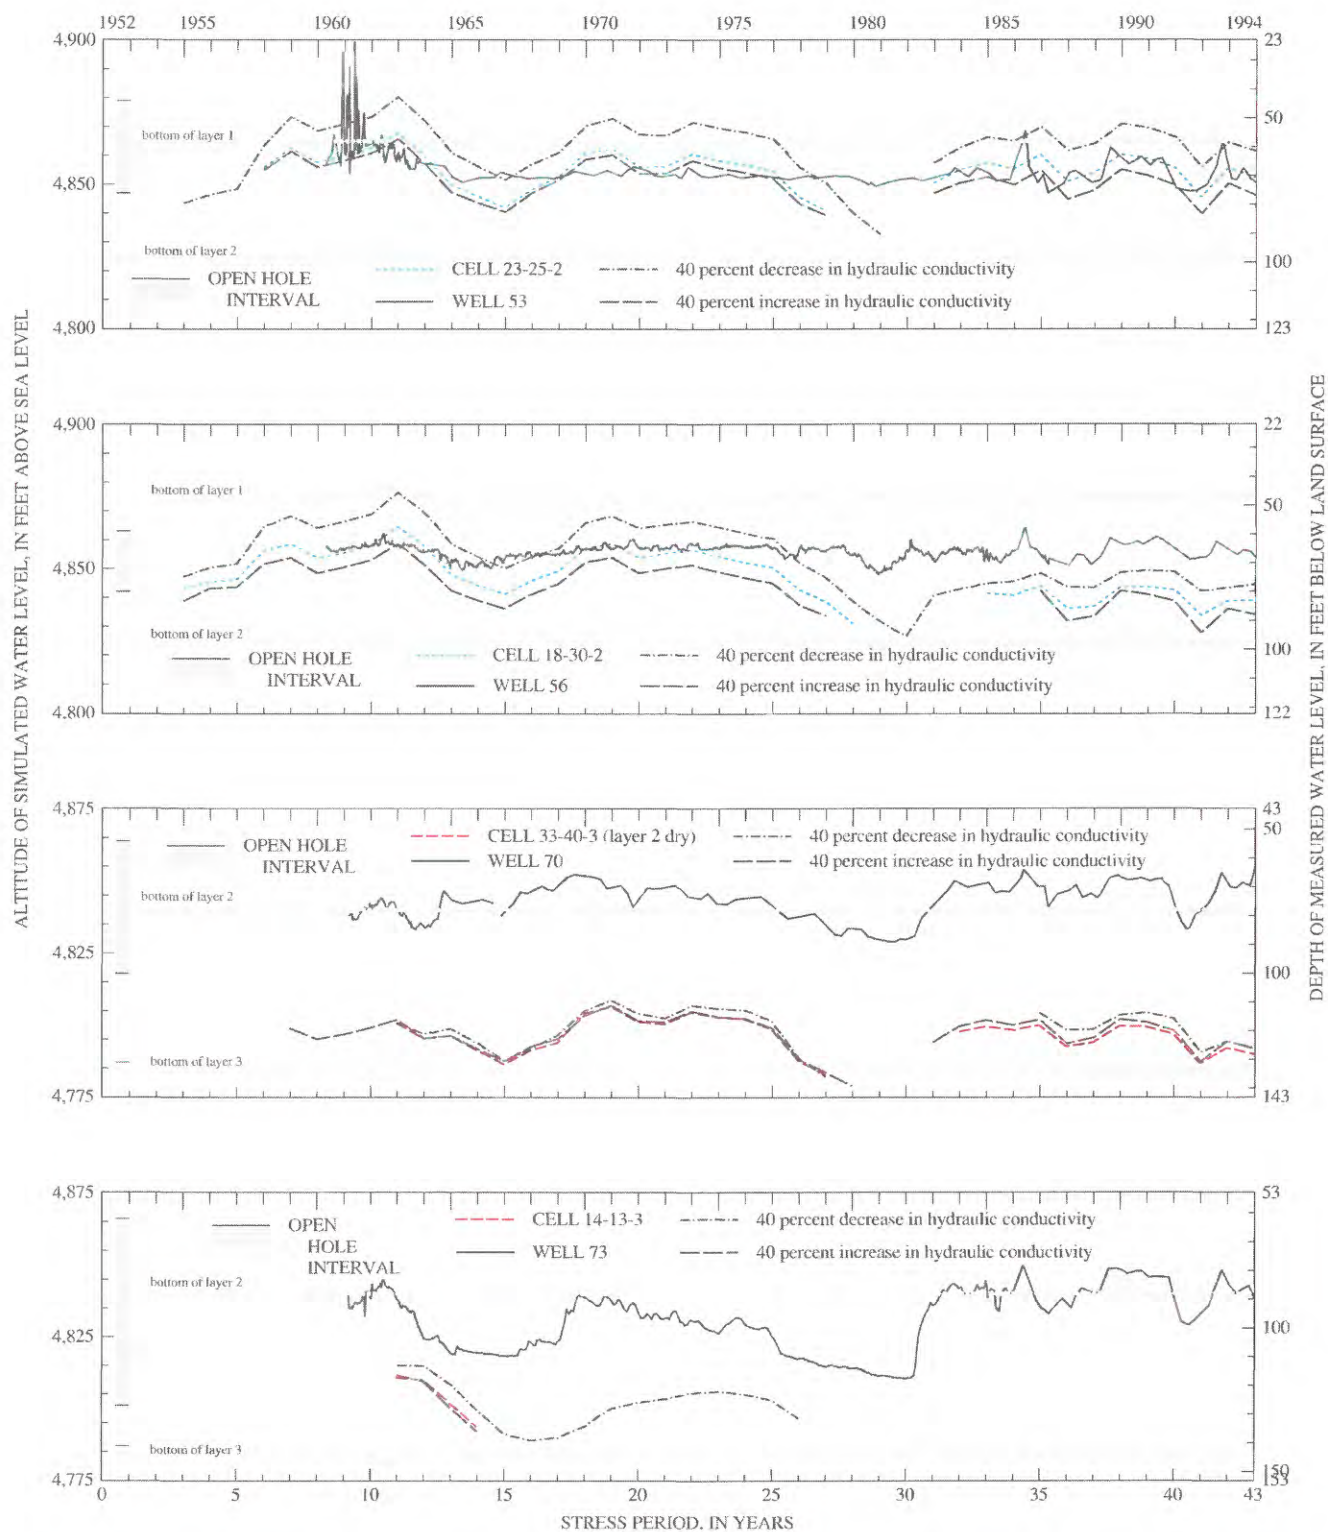 1952 1955 1960 1965 1970 1975 1980 1985 1990 1994
4,900 23
50
bottom of layer 1
4,850
bottom of layer 2
100
OPEN HOLE INTERVAL
CELL 23-25-2
40 percent decrease in hydraulic conductivity
WELL 53
40 percent increase in hydraulic conductivity
4,800 123
ALTITUDE OF SIMULATED WATER LEVEL, IN FEET ABOVE SEA LEVEL
DEPTH OF MEASURED WATER LEVEL, IN FEET BELOW LAND SURFACE
4,900 22
bottom of layer 1
50
4,850
bottom of layer 2
100
OPEN HOLE
INTERVAL
CELL 18-30-2
40 percent decrease in hydraulic conductivity
WELL 56
40 percent increase in hydraulic conductivity
4,800 122
4,875 43
50
OPEN HOLE
INTERVAL
CELL 33-40-3 (layer 2 dry)
40 percent decrease in hydraulic conductivity
WELL 70
40 percent increase in hydraulic conductivity
bottom of layer 2
4,825
100
bottom of layer 3
4,775 143
4,875 53
OPEN
HOLE
INTERVAL
CELL 14-13-3
40 percent decrease in hydraulic conductivity
WELL 73
40 percent increase in hydraulic conductivity
bottom of layer 2
4,825 100
bottom of layer 3
150
4,775 153
0 5 10 15 20 25 30 35 40 43
STRESS PERIOD, IN YEARS